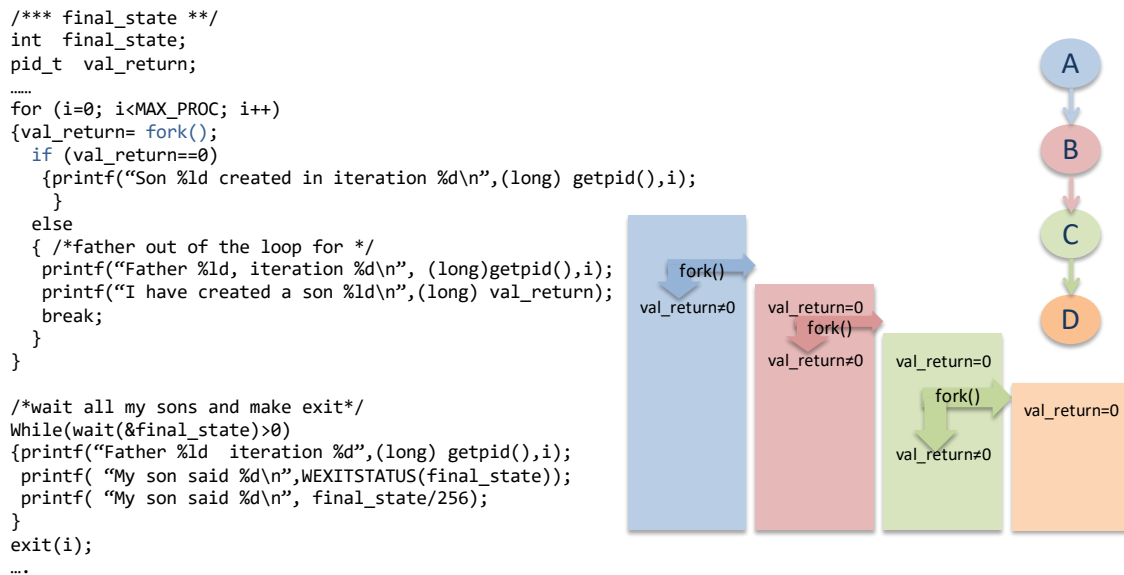 /*** final_state **/
int  final_state;
pid_t  val_return;
……
for (i=0; i<MAX_PROC; i++)
{val_return= fork();
  if (val_return==0)
   {printf(“Son %ld created in iteration %d\n”,(long) getpid(),i);
    }
  else
  { /*father out of the loop for */
   printf(“Father %ld, iteration %d\n”, (long)getpid(),i);
   printf(“I have created a son %ld\n”,(long) val_return);
   break;
  }
}
/*wait all my sons and make exit*/
While(wait(&final_state)>0)
{printf(“Father %ld  iteration %d”,(long) getpid(),i);
 printf( “My son said %d\n”,WEXITSTATUS(final_state));
 printf( “My son said %d\n”, final_state/256);
}
exit(i);
….
A
B
C
D
fork()
val_return≠0
val_return=0
fork()
val_return≠0
val_return=0
fork()
val_return≠0
val_return=0